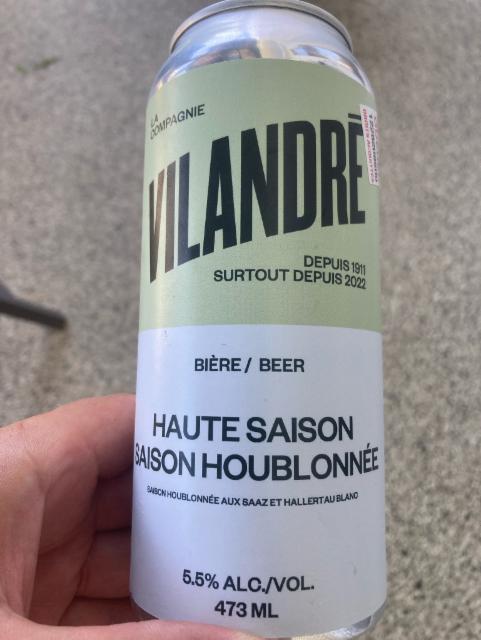 LA
COMPAGNIE
VILANDRĒ
DEPUIS 1911
SURTOUT DEPUIS 2022
BIÈRE / BEER
HAUTE SAISON
SAISON HOUBLONNÉE
SAISON HOUBLONNÉE AUX SAAZ ET HALLERTAU BLANC
5.5% ALC./VOL.
473 ML